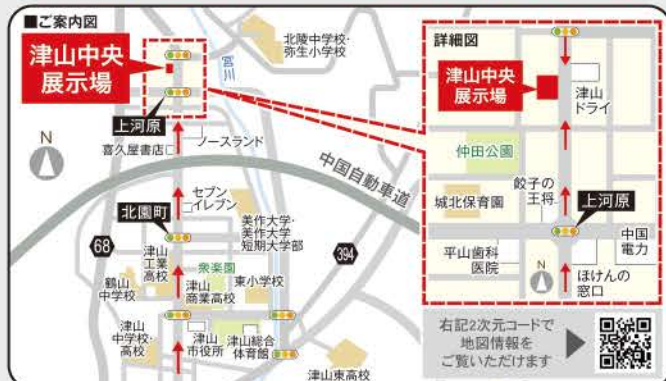 ■ご案内図
津山中央
展示場
北陵中学校・
弥生小学校
宮川
上河原
喜久屋書店
ノースランド
N
中国自動車道
セブン
イレブン
北園町
美作大学・
美作大学
短期大学部
68
394
津山
工業
高校
衆楽園
鶴山
中学校
津山
商業高校
東小学校
津山
中学校・
高校
津山
市役所
津山総合
体育館
津山東高校
詳細図
津山中央
展示場
津山
ドライ
仲田公園
餃子の
王将
城北保育園
上河原
平山歯科
医院
中国
電力
N
ほけんの
窓口
右記2次元コードで
地図情報を
ご覧いただけます